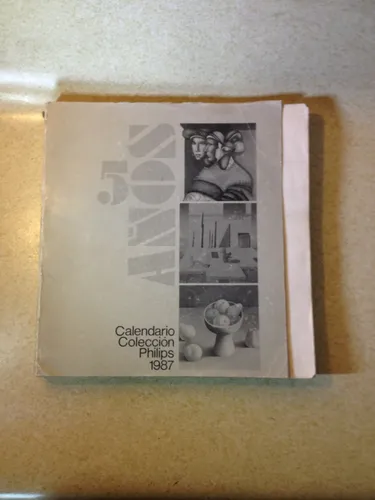 5 AÑOS
Calendario
Colección
Philips
1987